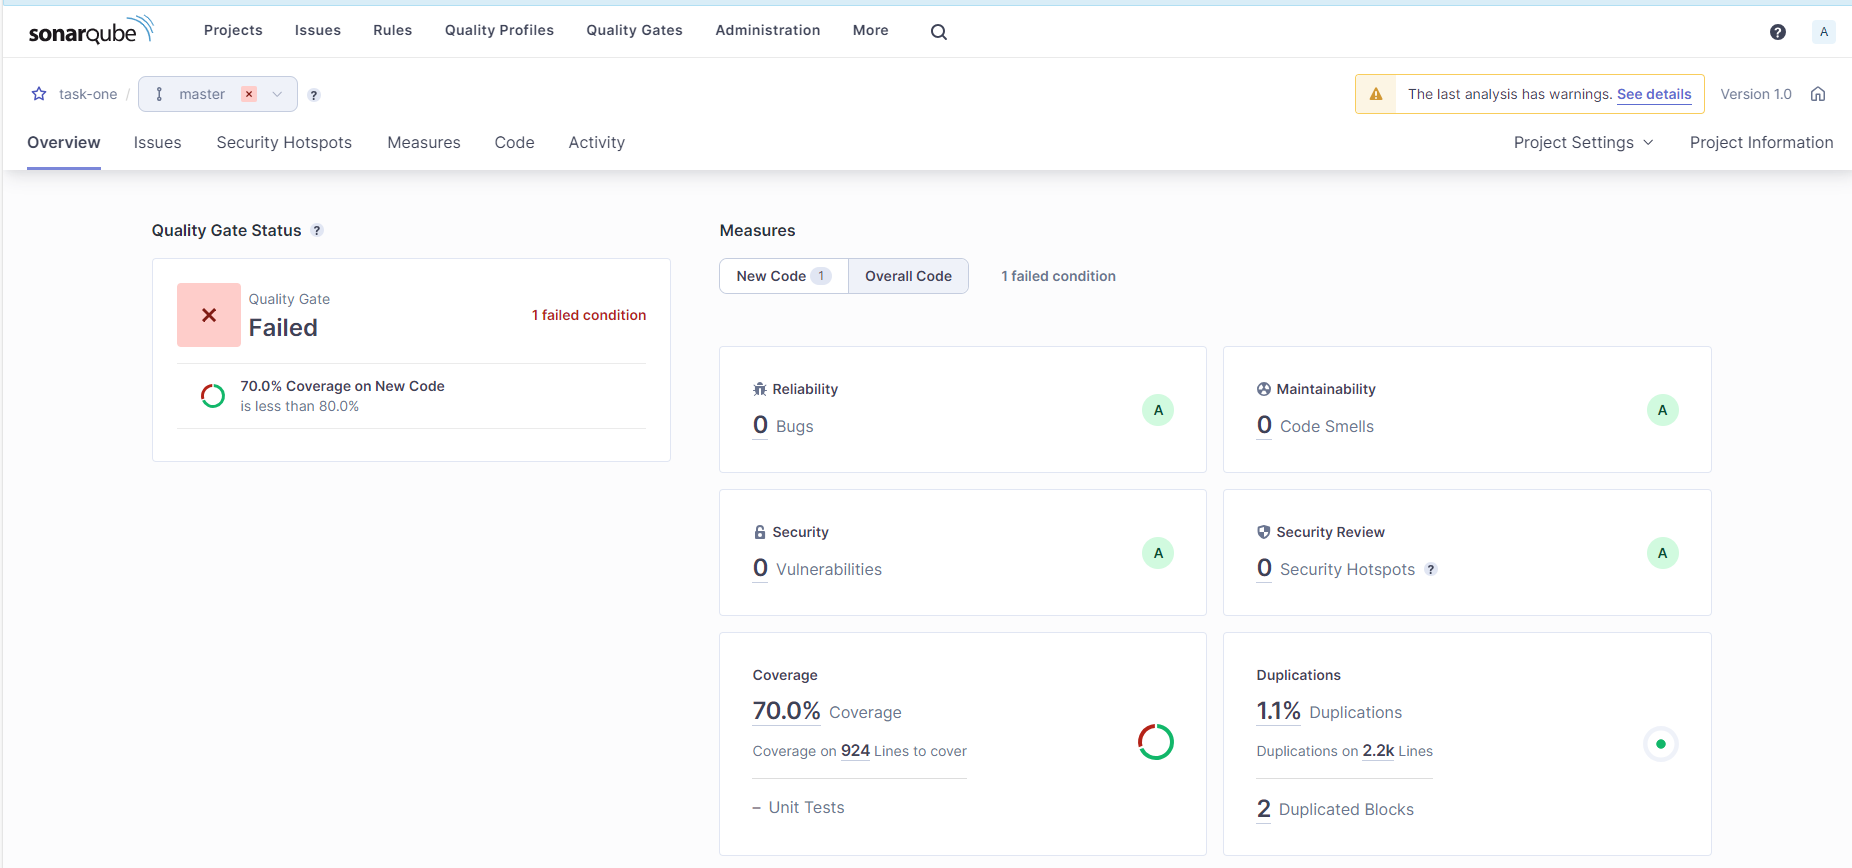 sonarqube Projects Issues Rules Quality Profiles Quality Gates Administration More ? A
task-one / master ? The last analysis has warnings. See details Version 1.0
Overview Issues Security Hotspots Measures Code Activity Project Settings Project Information
Quality Gate Status ?
Quality Gate
Failed
1 failed condition
70.0% Coverage on New Code
is less than 80.0%
Measures
New Code 1 Overall Code 1 failed condition
Reliability
0 Bugs
A
Maintainability
0 Code Smells
A
Security
0 Vulnerabilities
A
Security Review
0 Security Hotspots ?
A
Coverage
70.0% Coverage
Coverage on 924 Lines to cover
– Unit Tests
Duplications
1.1% Duplications
Duplications on 2.2k Lines
2 Duplicated Blocks